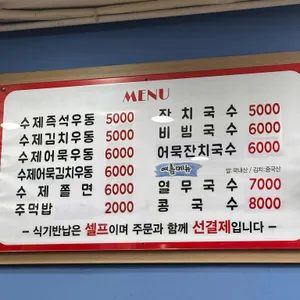 MENU
수제즉석우동 5000
수제김치우동 5000
수제어묵우동 6000
수제어묵김치우동 6000
수제쫄면 6000
주먹밥 2000
잔치국수 5000
비빔국수 6000
어묵잔치국수 6000
여름메뉴
쌀:국내산 / 김치:중국산
열무국수 7000
콩국수 8000
- 식기반납은 셀프이며 주문과 함께 선결제입니다 -